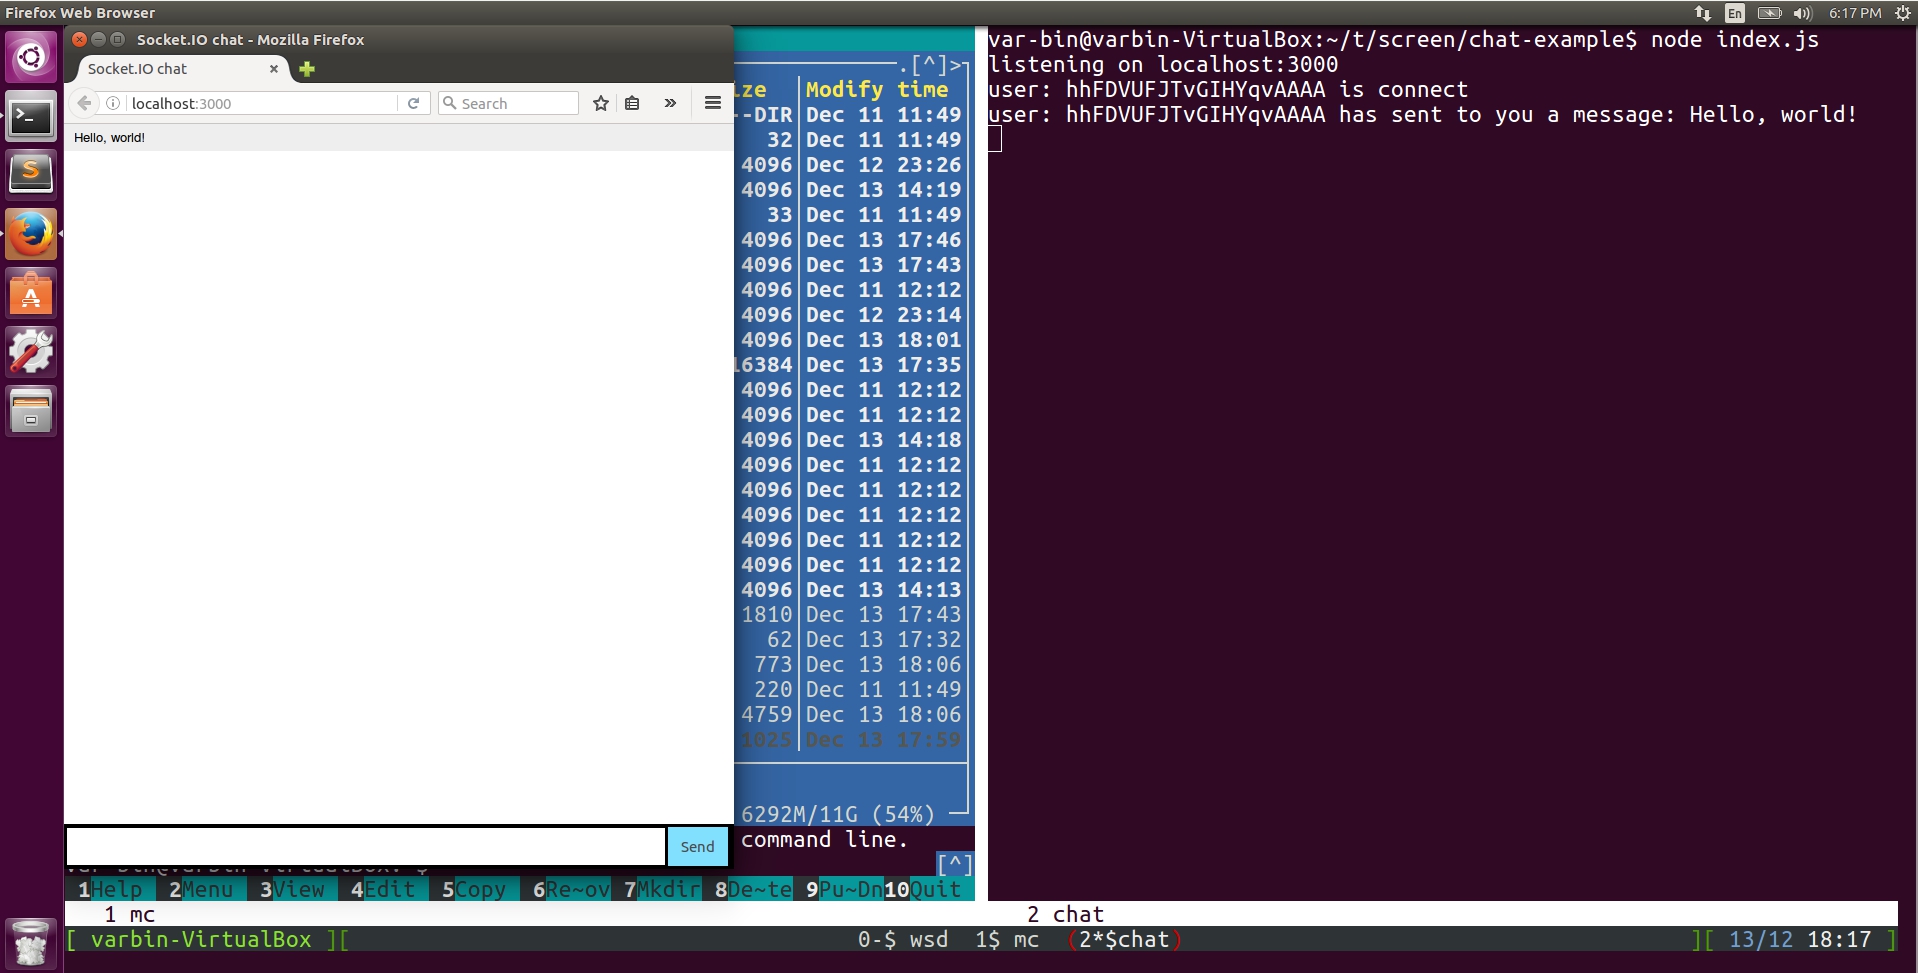 Firefox Web Browser
En 6:17 PM
Socket.IO chat - Mozilla Firefox
Socket.IO chat
localhost:3000 Search
Hello, world!
Send
.[^]>
ize Modify time
--DIR Dec 11 11:49
32 Dec 11 11:49
4096 Dec 12 23:26
4096 Dec 13 14:19
33 Dec 11 11:49
4096 Dec 13 17:46
4096 Dec 13 17:43
4096 Dec 11 12:12
4096 Dec 12 23:14
4096 Dec 13 18:01
16384 Dec 13 17:35
4096 Dec 11 12:12
4096 Dec 11 12:12
4096 Dec 13 14:18
4096 Dec 11 12:12
4096 Dec 11 12:12
4096 Dec 11 12:12
4096 Dec 11 12:12
4096 Dec 11 12:12
4096 Dec 13 14:13
1810 Dec 13 17:43
62 Dec 13 17:32
773 Dec 13 18:06
220 Dec 11 11:49
4759 Dec 13 18:06
1025 Dec 13 17:59
6292M/11G (54%)
command line.
[^]
1Help 2Menu 3View 4Edit 5Copy 6Re~ov 7Mkdir 8De~te 9Pu~Dn 10Quit
var-bin@varbin-VirtualBox:~/t/screen/chat-example$ node index.js
listening on localhost:3000
user: hhFDVUFJTvGIHYqvAAAA is connect
user: hhFDVUFJTvGIHYqvAAAA has sent to you a message: Hello, world!
1 mc 2 chat
[ varbin-VirtualBox ][ 0-$ wsd 1$ mc (2*$chat) ][ 13/12 18:17 ]